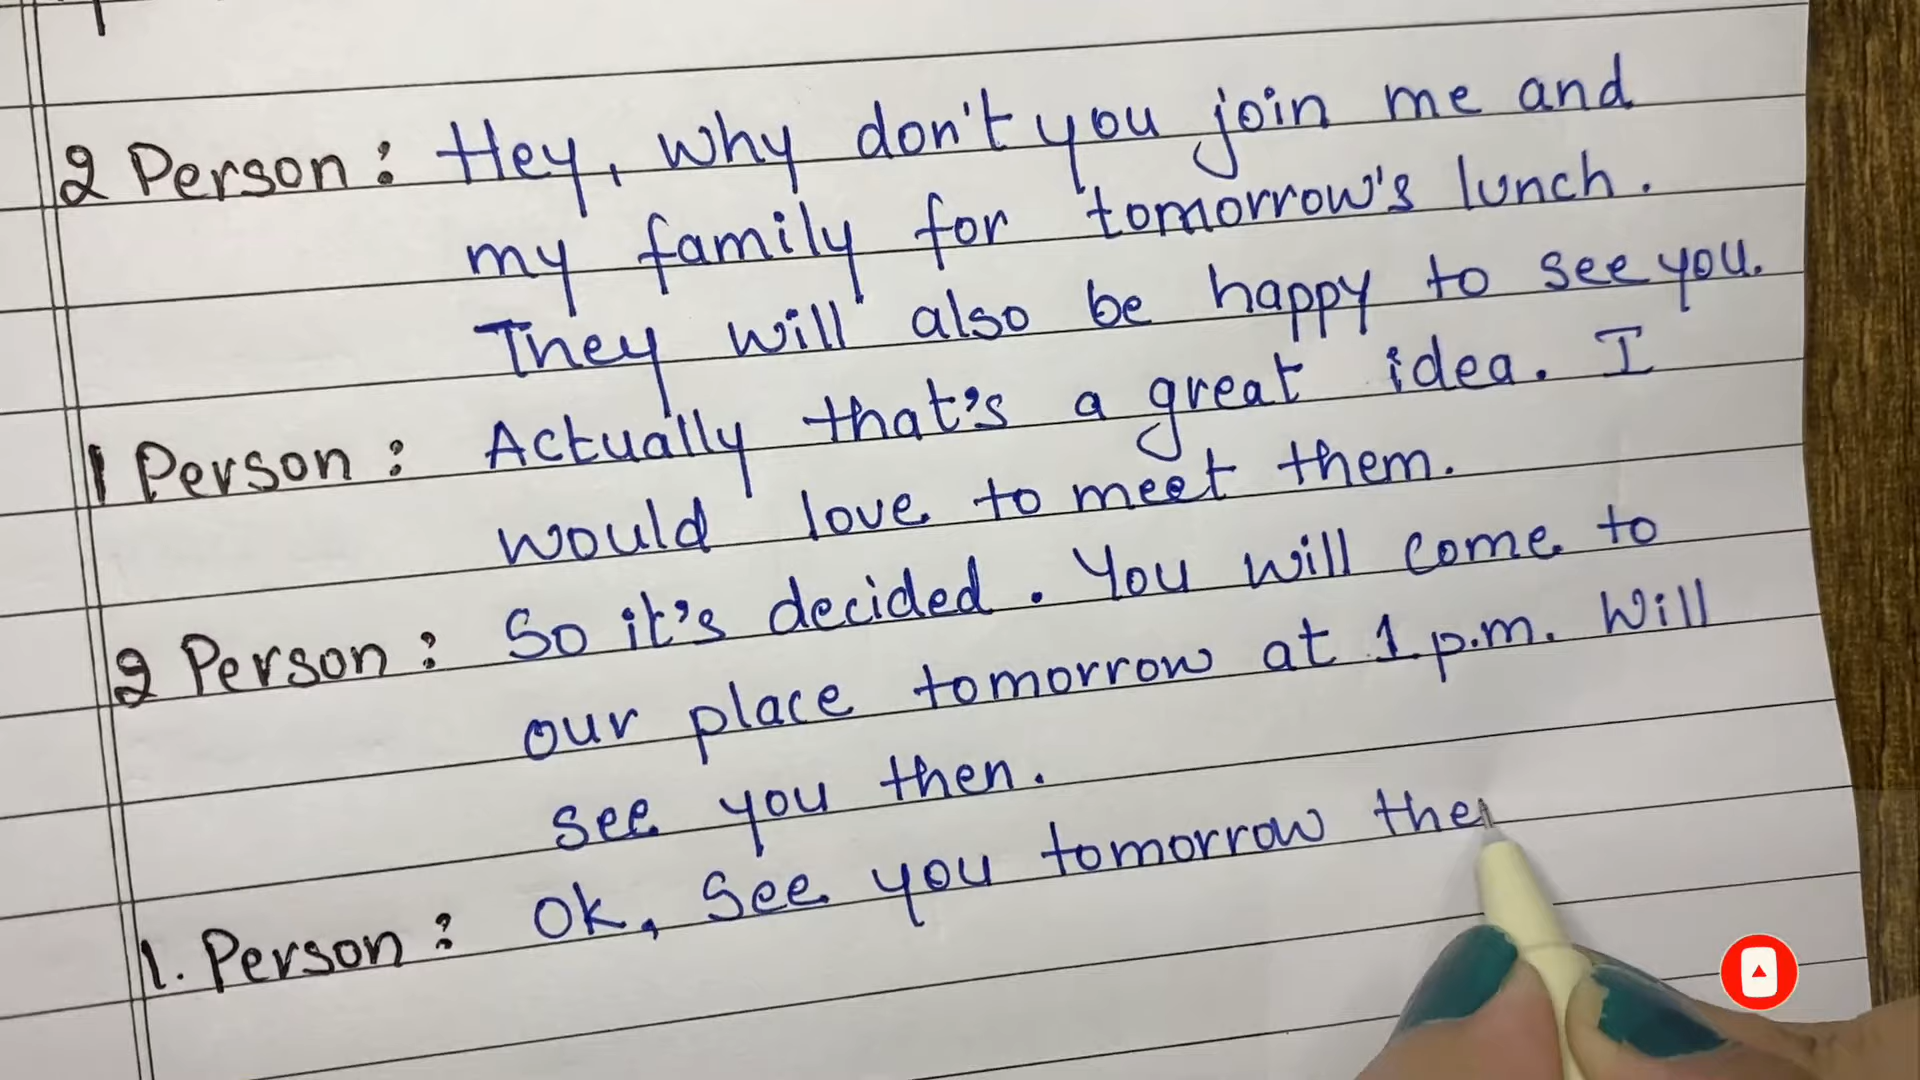 2 Person: Hey, why don't you join me and
my family for tomorrow's lunch.
They will also be happy to see you.
1 Person: Actually that's a great idea. I
would love to meet them.
2 Person: So it's decided. You will come to
our place tomorrow at 1 p.m. Will
see you then.
1. Person: Ok, See you tomorrow